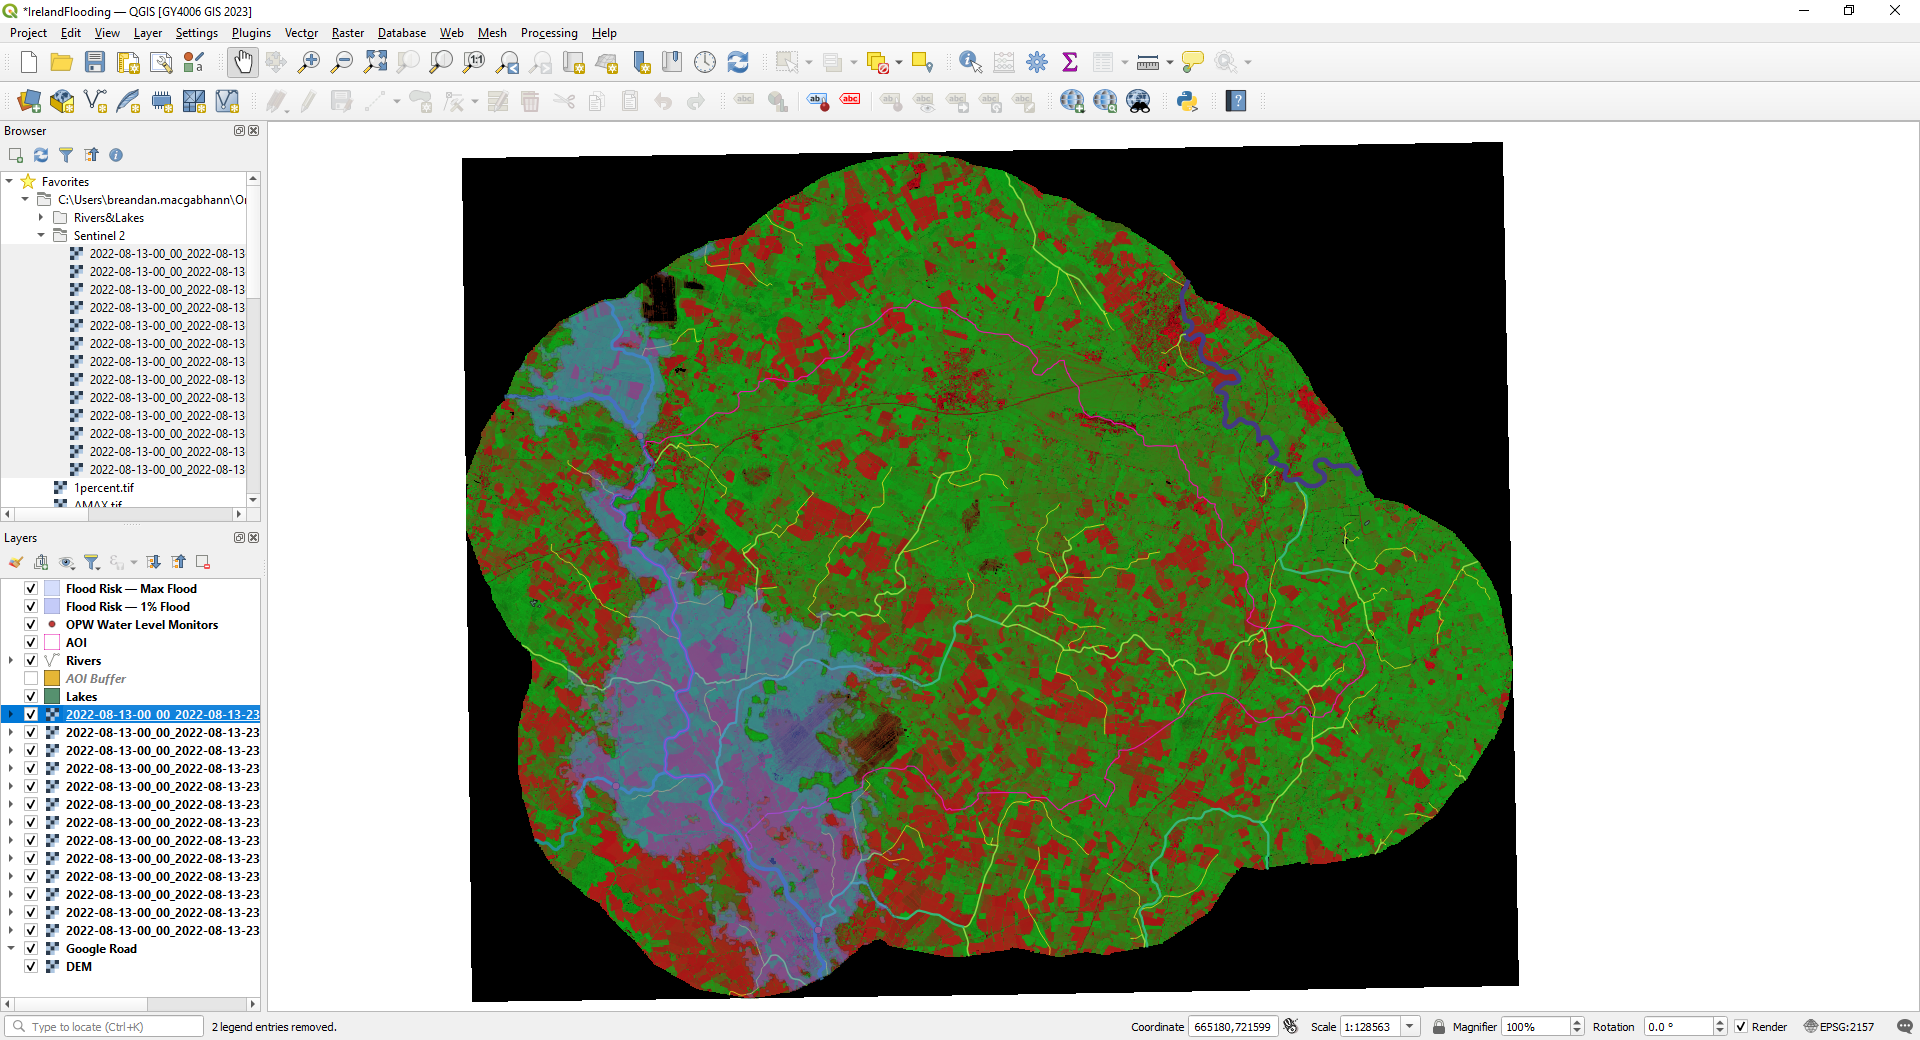 *IrelandFlooding — QGIS [GY4006 GIS 2023]
Project Edit View Layer Settings Plugins Vector Raster Database Web Mesh Processing Help
Browser
Favorites
C:\Users\breandan.macgabhann\Or
Rivers&Lakes
Sentinel 2
2022-08-13-00_00_2022-08-13
2022-08-13-00_00_2022-08-13
2022-08-13-00_00_2022-08-13
2022-08-13-00_00_2022-08-13
2022-08-13-00_00_2022-08-13
2022-08-13-00_00_2022-08-13
2022-08-13-00_00_2022-08-13
2022-08-13-00_00_2022-08-13
2022-08-13-00_00_2022-08-13
2022-08-13-00_00_2022-08-13
2022-08-13-00_00_2022-08-13
2022-08-13-00_00_2022-08-13
2022-08-13-00_00_2022-08-13
1percent.tif
AMAX.tif
Layers
Flood Risk — Max Flood
Flood Risk — 1% Flood
OPW Water Level Monitors
AOI
Rivers
AOI Buffer
Lakes
2022-08-13-00_00_2022-08-13-23
2022-08-13-00_00_2022-08-13-23
2022-08-13-00_00_2022-08-13-23
2022-08-13-00_00_2022-08-13-23
2022-08-13-00_00_2022-08-13-23
2022-08-13-00_00_2022-08-13-23
2022-08-13-00_00_2022-08-13-23
2022-08-13-00_00_2022-08-13-23
2022-08-13-00_00_2022-08-13-23
2022-08-13-00_00_2022-08-13-23
2022-08-13-00_00_2022-08-13-23
2022-08-13-00_00_2022-08-13-23
2022-08-13-00_00_2022-08-13-23
Google Road
DEM
Type to locate (Ctrl+K) 2 legend entries removed. Coordinate 665180,721599 Scale 1:128563 Magnifier 100% Rotation 0.0 ° Render EPSG:2157